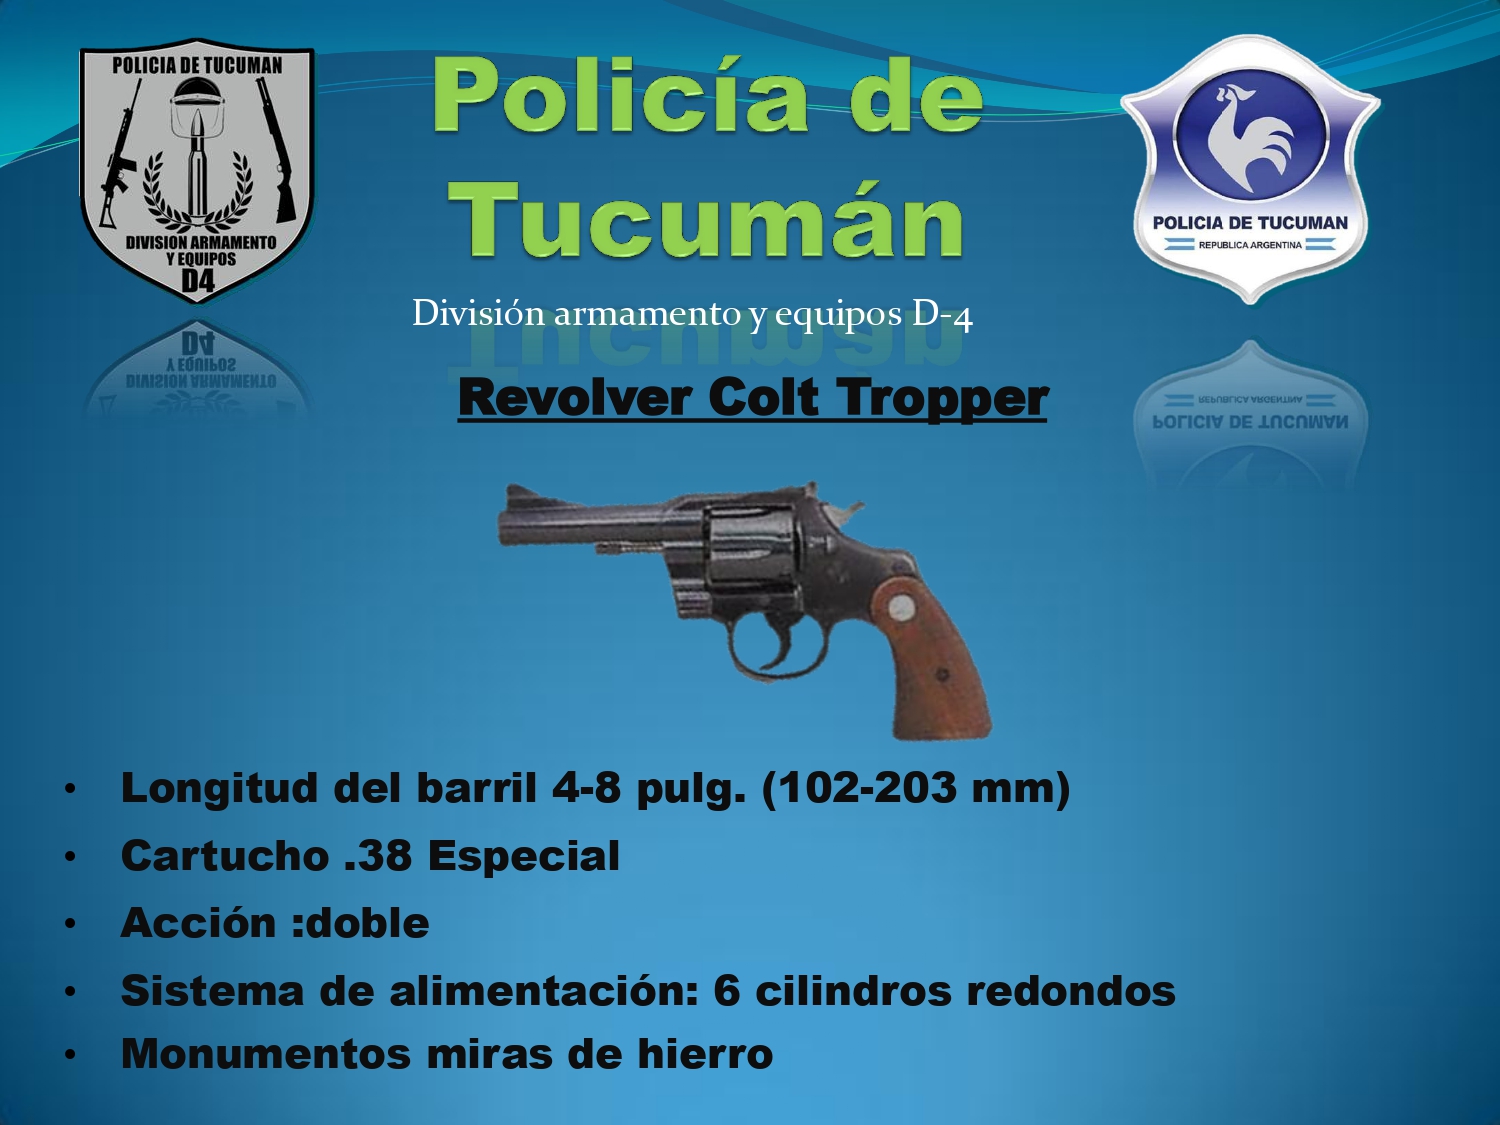 POLICIA DE TUCUMAN
DIVISION ARMAMENTO
Y EQUIPOS
D4
Policía de
Tucumán
POLICIA DE TUCUMAN
REPUBLICA ARGENTINA
División armamento y equipos D-4
Revolver Colt Tropper
• Longitud del barril 4-8 pulg. (102-203 mm)
• Cartucho .38 Especial
• Acción :doble
• Sistema de alimentación: 6 cilindros redondos
• Monumentos miras de hierro